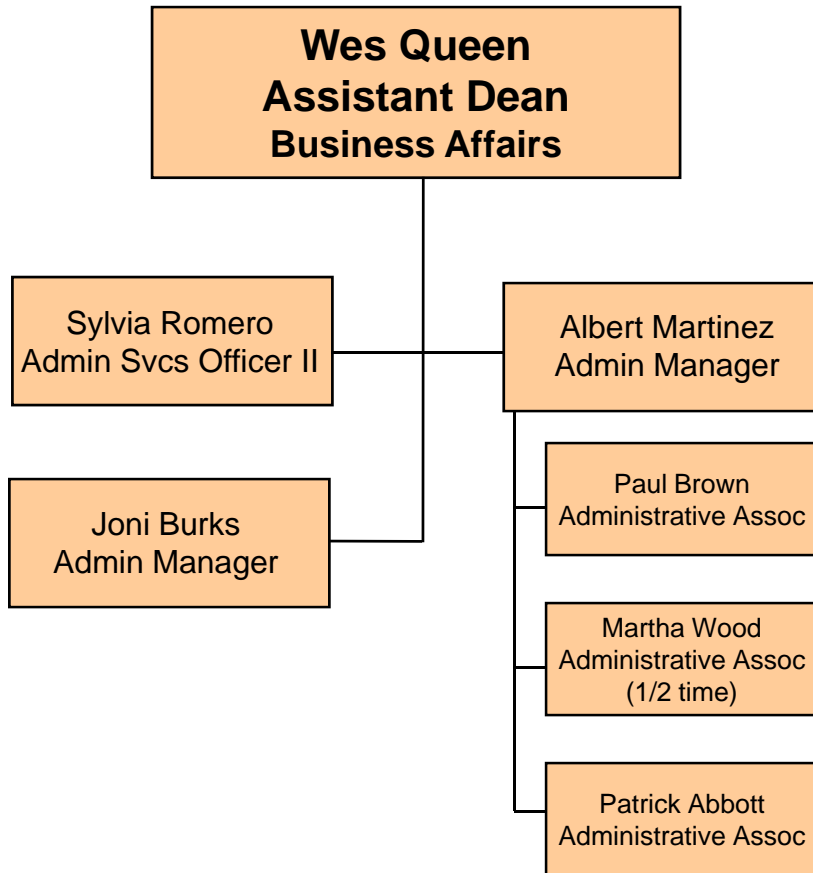 Wes Queen
Assistant Dean
Business Affairs
Sylvia Romero
Admin Svcs Officer II
Albert Martinez
Admin Manager
Joni Burks
Admin Manager
Paul Brown
Administrative Assoc
Martha Wood
Administrative Assoc
(1/2 time)
Patrick Abbott
Administrative Assoc